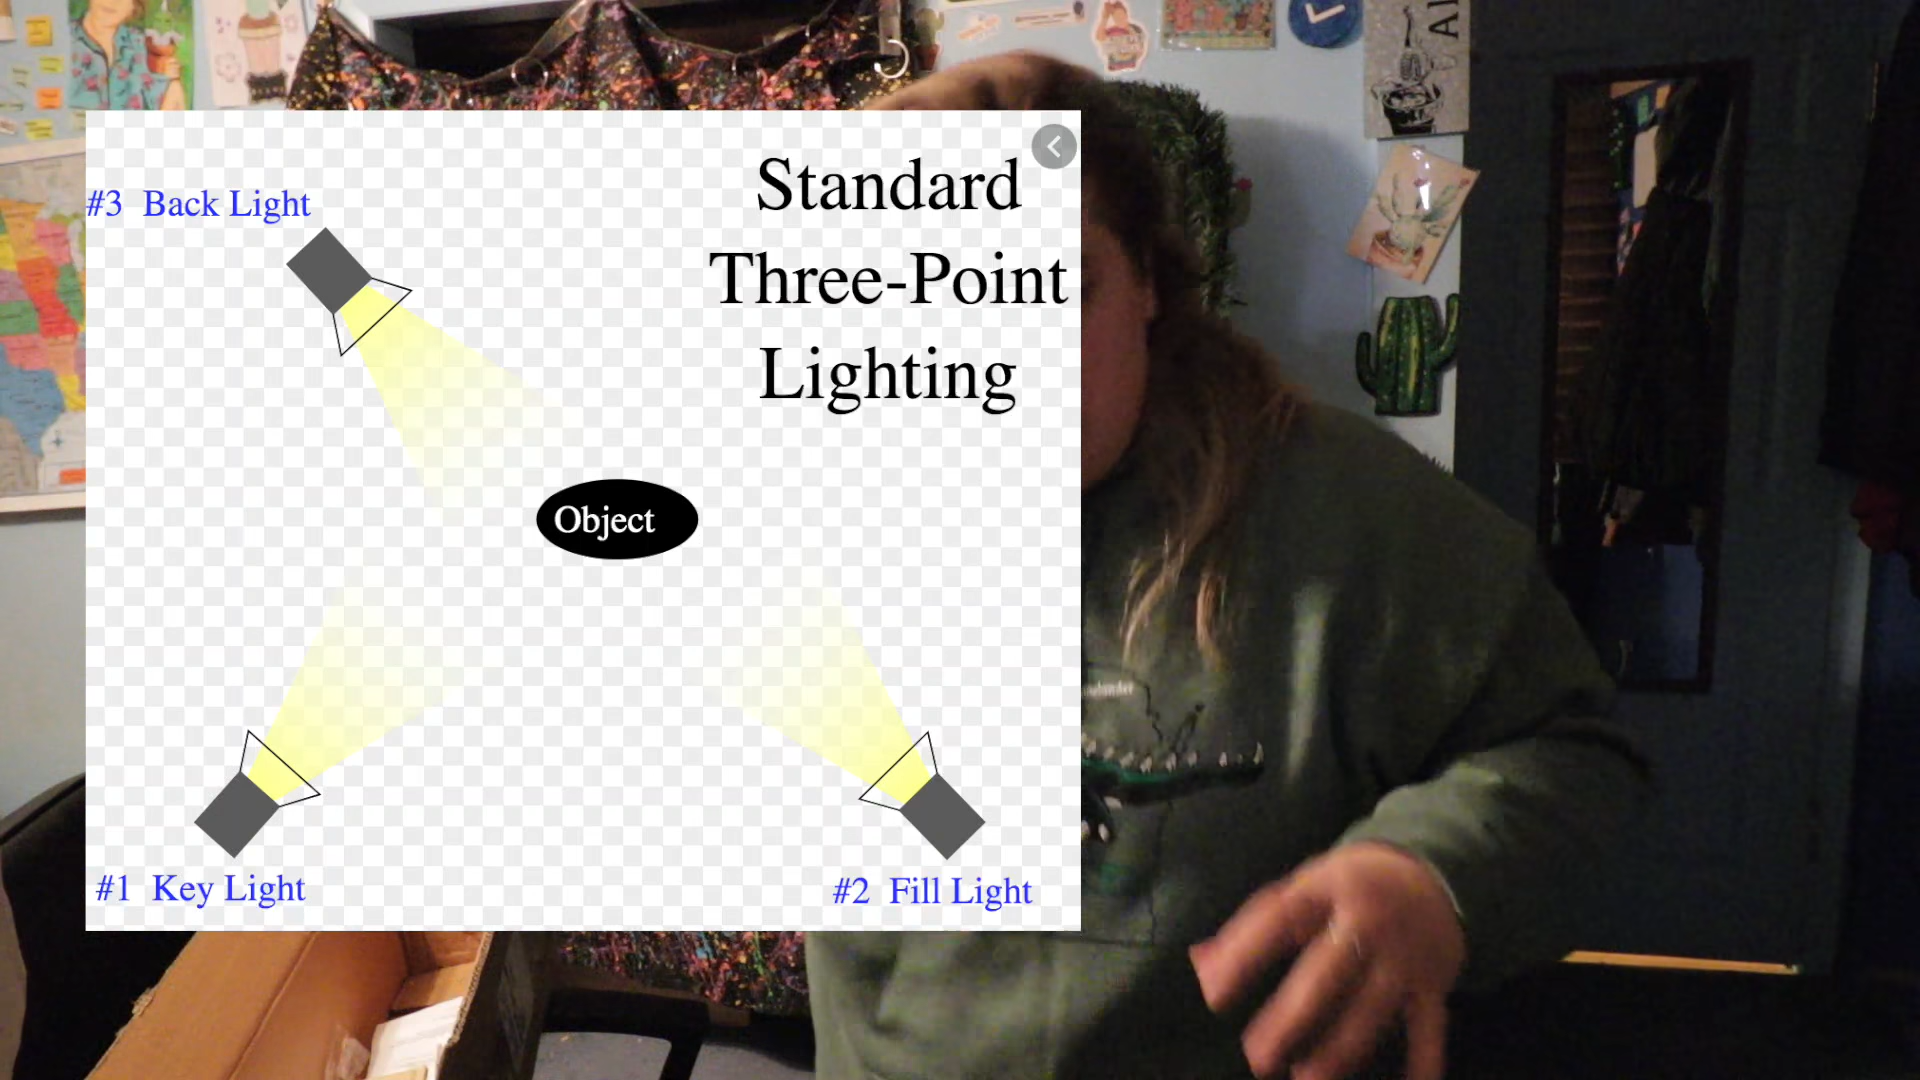 Standard
Three-Point
Lighting
#3 Back Light
Object
#1 Key Light
#2 Fill Light